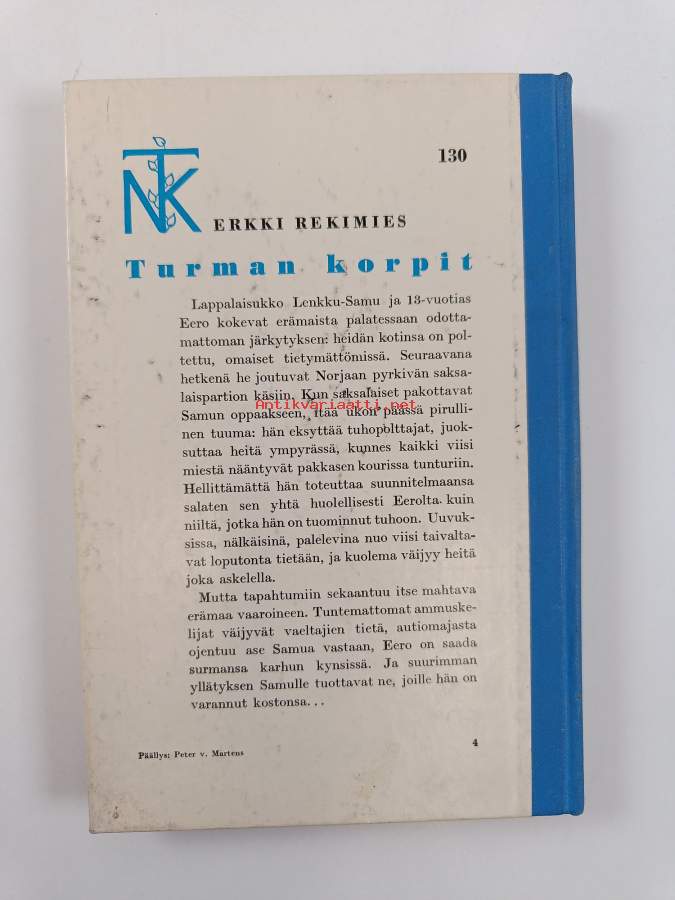 NTK
130
ERKKI REKIMIES
Turman korpit
Lappalaisukko Lenkku-Samu ja 13-vuotias
Eero kokevat erämaista palatessaan odotta-
mattoman järkytyksen: heidän kotinsa on pol-
tettu, omaiset tietymättömissä. Seuraavana
hetkenä he joutuvat Norjaan pyrkivän saksa-
laispartion käsiin. Kun saksalaiset pakottavat
Antikvariaatti.net
Samun oppaakseen, itää ukon päässä pirulli-
nen tuuma: hän eksyttää tuhopolttajat, juok-
suttaa heitä ympyrässä, kunnes kaikki viisi
miestä nääntyvät pakkasen kourissa tunturiin.
Hellittämättä hän toteuttaa suunnitelmaansa
salaten sen yhtä huolellisesti Eerolta kuin
niiltä, jotka hän on tuominnut tuhoon. Uuvuk-
sissa, nälkäisinä, palelevina nuo viisi taivalta-
vat loputonta tietään, ja kuolema väijyy heitä
joka askelella.
Mutta tapahtumiin sekaantuu itse mahtava
erämaa vaaroineen. Tuntemattomat ammuske-
lijat väijyvät vaeltajien tietä, autiomajasta
ojentuu ase Samua vastaan, Eero on saada
surmansa karhun kynsissä. Ja suurimman
yllätyksen Samulle tuottavat ne, joille hän on
varannut kostonsa...
Päällys: Peter v. Martens
4